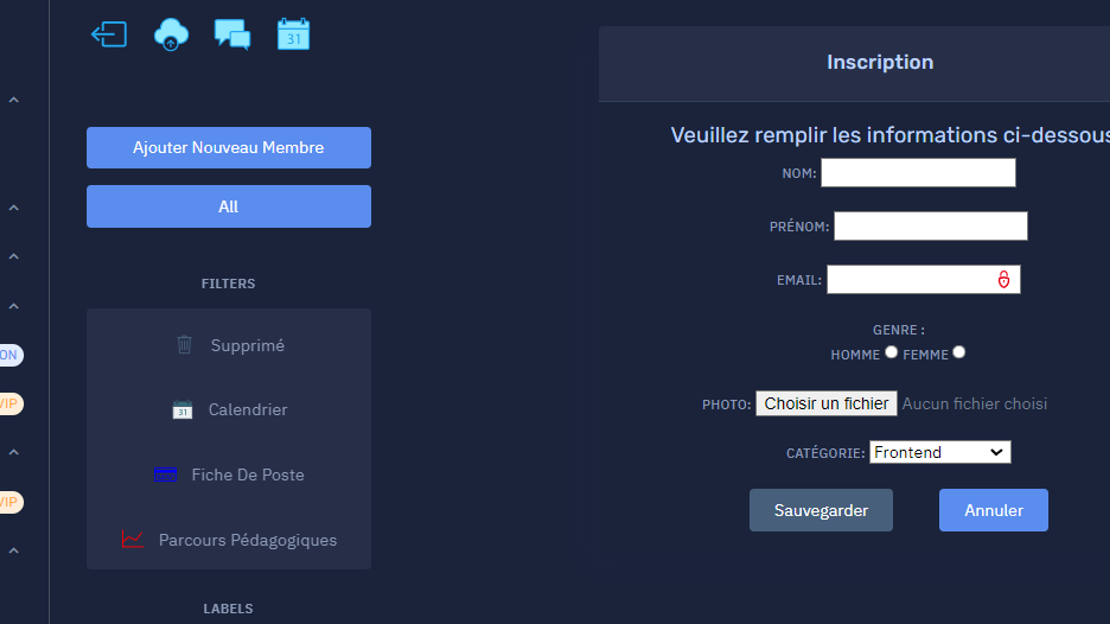 31
Inscription
Ajouter Nouveau Membre
All
Veuillez remplir les informations ci-dessous
NOM:
PRÉNOM:
EMAIL:
GENRE :
HOMME FEMME
PHOTO: Choisir un fichier Aucun fichier choisi
CATÉGORIE: Frontend
Sauvegarder Annuler
FILTERS
Supprimé
31 Calendrier
Fiche De Poste
Parcours Pédagogiques
LABELS
ON
VIP
VIP